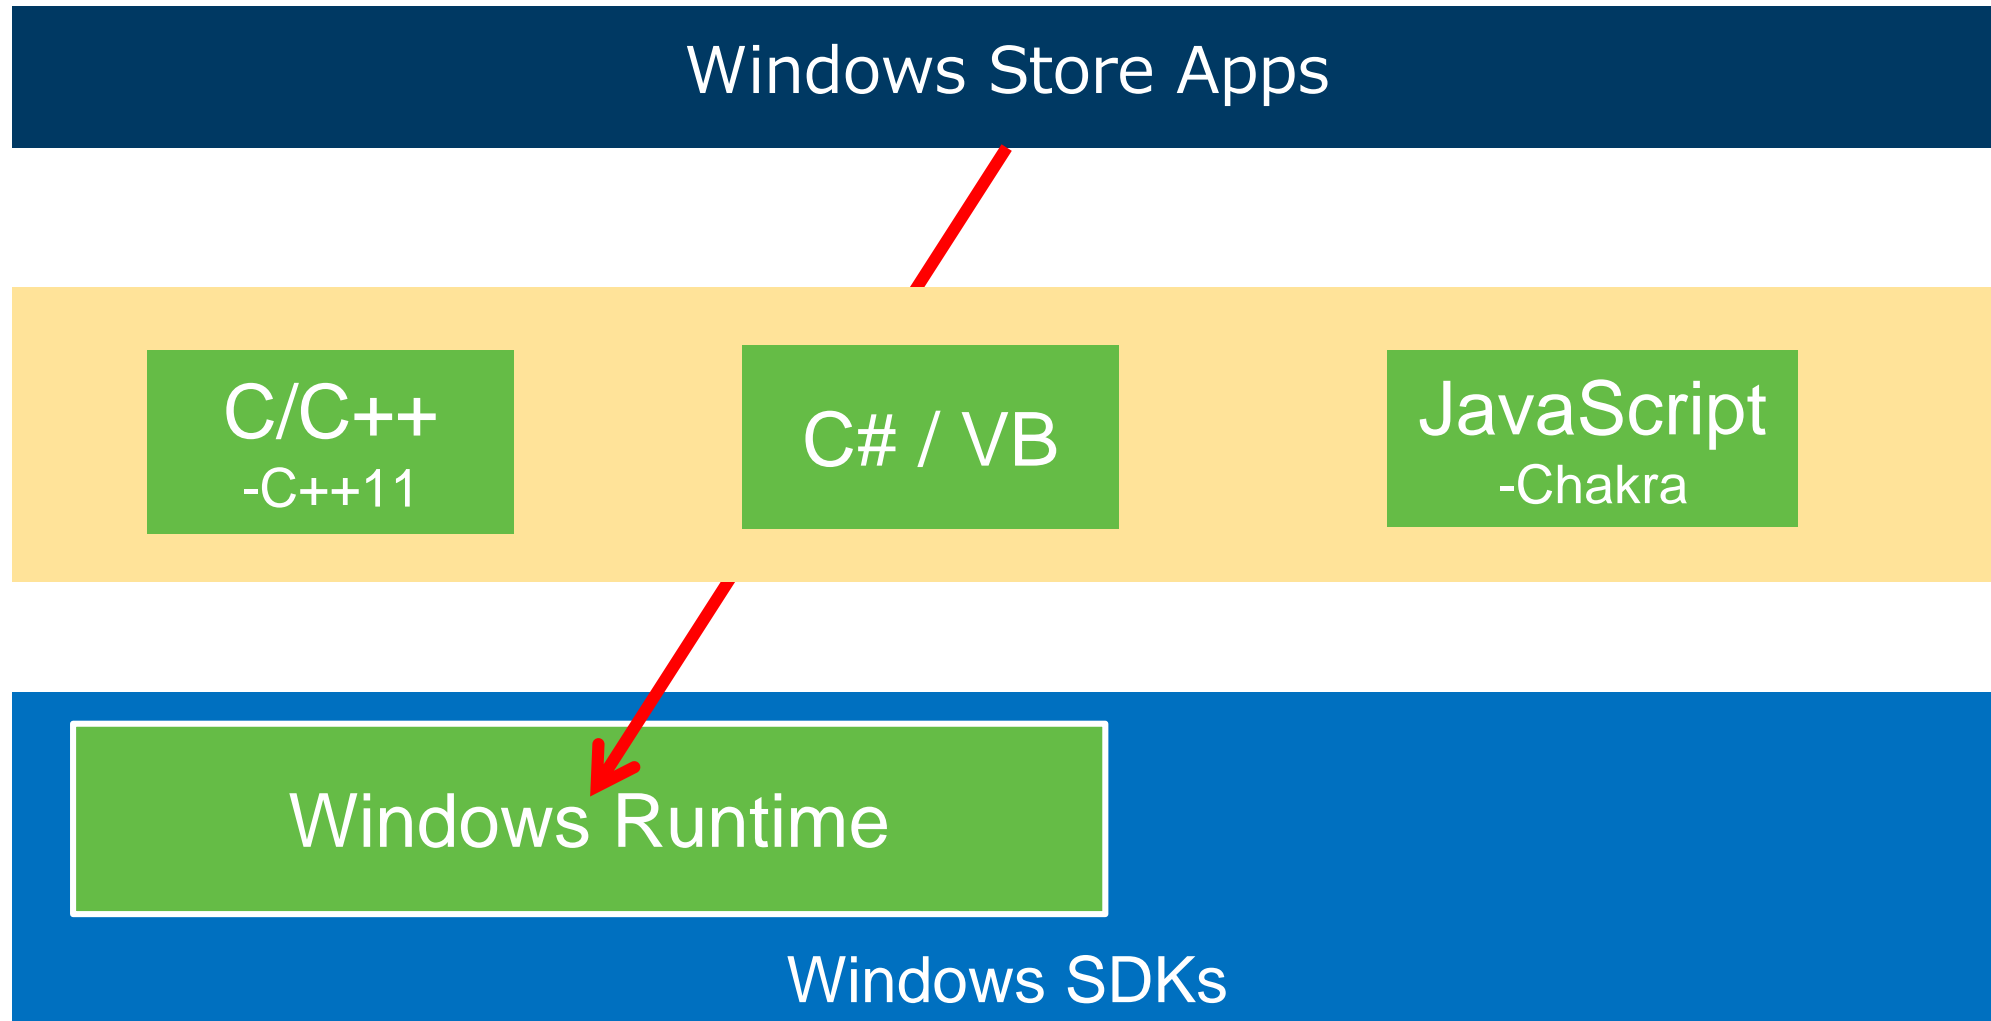 Windows Store Apps
C/C++
-C++11
C# / VB
JavaScript
-Chakra
Windows Runtime
Windows SDKs